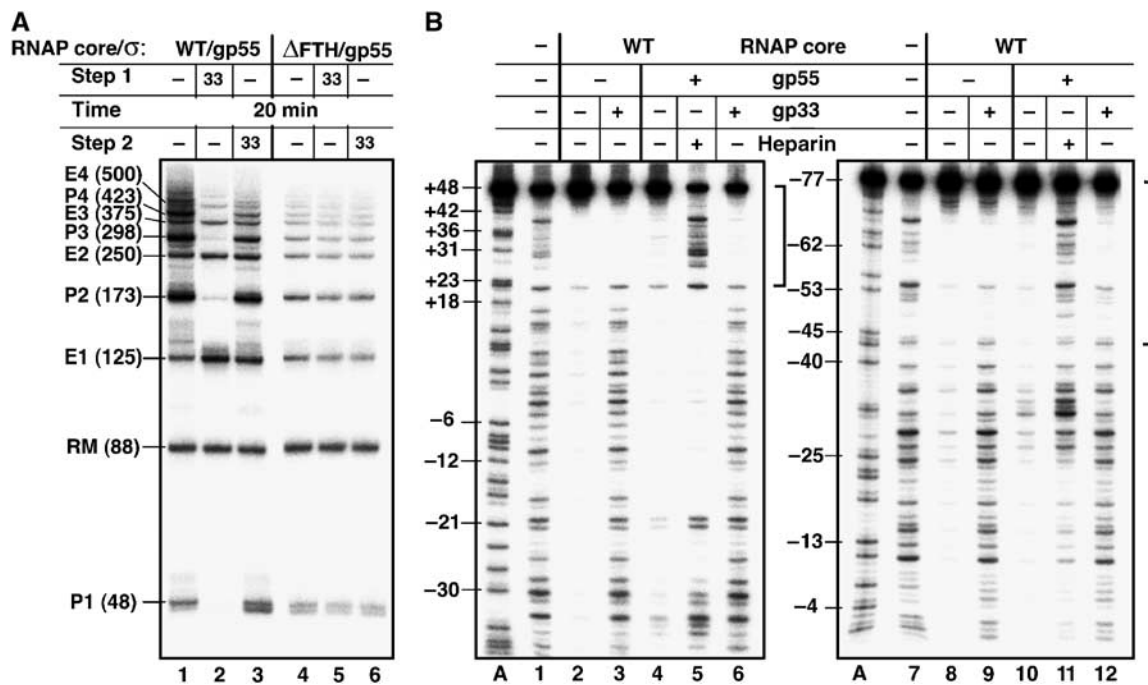 A
RNAP core/σ: WT/gp55 ΔFTH/gp55
Step 1 – 33 – – 33 –
Time 20 min
Step 2 – – 33 – – 33
E4 (500)
P4 (423)
E3 (375)
P3 (298)
E2 (250)
P2 (173)
E1 (125)
RM (88)
P1 (48)
1 2 3 4 5 6
B
– WT RNAP core – WT
– – + gp55 – – +
– – + – – + gp33 – – + – – +
– – – – + – Heparin – – – – + –
+48
+42
+36
+31
+23
+18
–6
–12
–21
–30
A 1 2 3 4 5 6
–77
–62
–53
–45
–40
–25
–13
–4
A 7 8 9 10 11 12